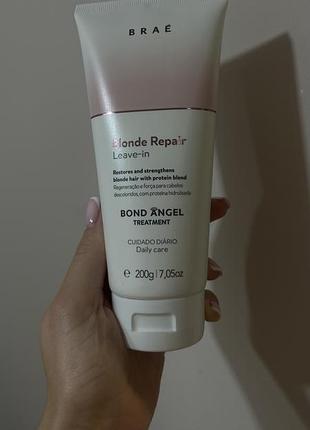 BRAÉ
Blonde Repair
Leave-in
Restores and strengthens
blonde hair with protein blend
Regeneração e força para cabelos
descoloridos, com proteína hidrolisada
BOND ANGEL
TREATMENT
CUIDADO DIÁRIO
Daily care
℮ 200g | 7,05oz